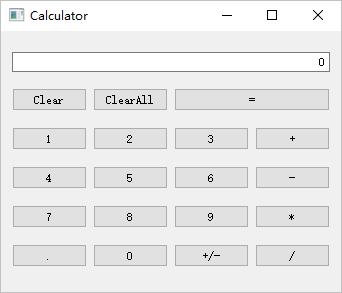 Calculator
0
Clear ClearAll =
1 2 3 +
4 5 6 -
7 8 9 *
. 0 +/- /